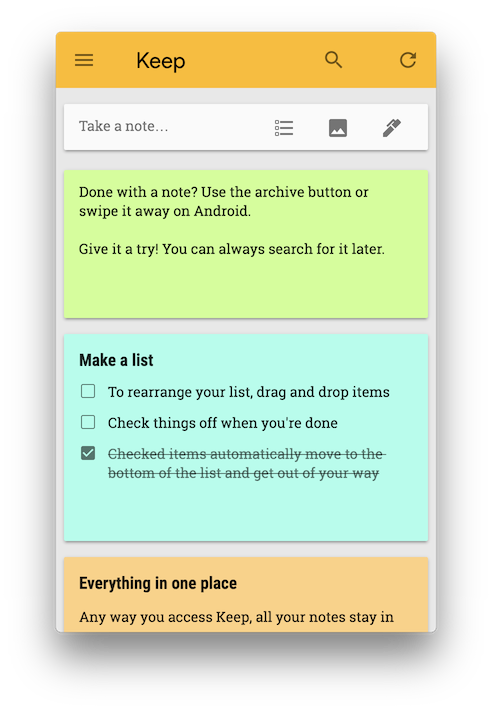 Keep
Take a note...
Done with a note? Use the archive button or
swipe it away on Android.
Give it a try! You can always search for it later.
Make a list
To rearrange your list, drag and drop items
Check things off when you're done
Checked items automatically move to the
bottom of the list and get out of your way
Everything in one place
Any way you access Keep, all your notes stay in